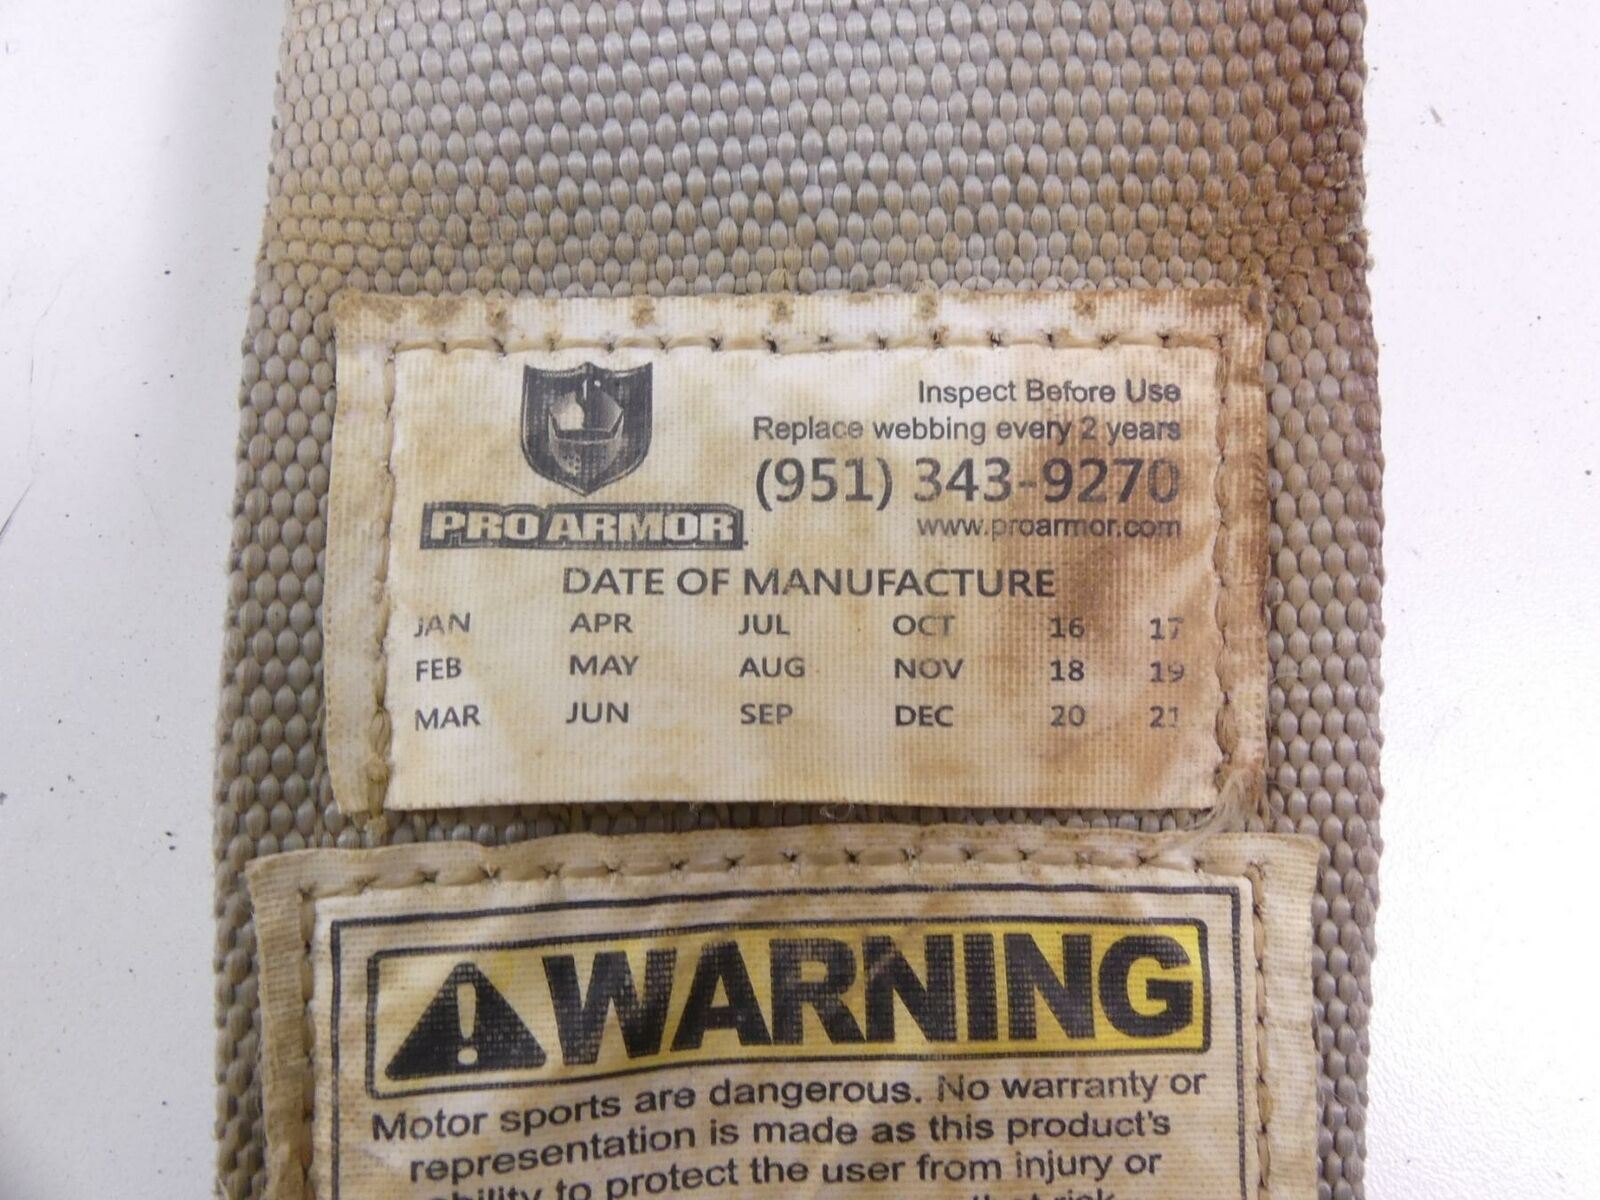 Inspect Before Use
Replace webbing every 2 years
(951) 343-9270
www.proarmor.com
PRO ARMOR
DATE OF MANUFACTURE
JAN APR JUL OCT 16 17
FEB MAY AUG NOV 18 19
MAR JUN SEP DEC 20 21
WARNING
Motor sports are dangerous. No warranty or
representation is made as this product's
ability to protect the user from injury or
that risk